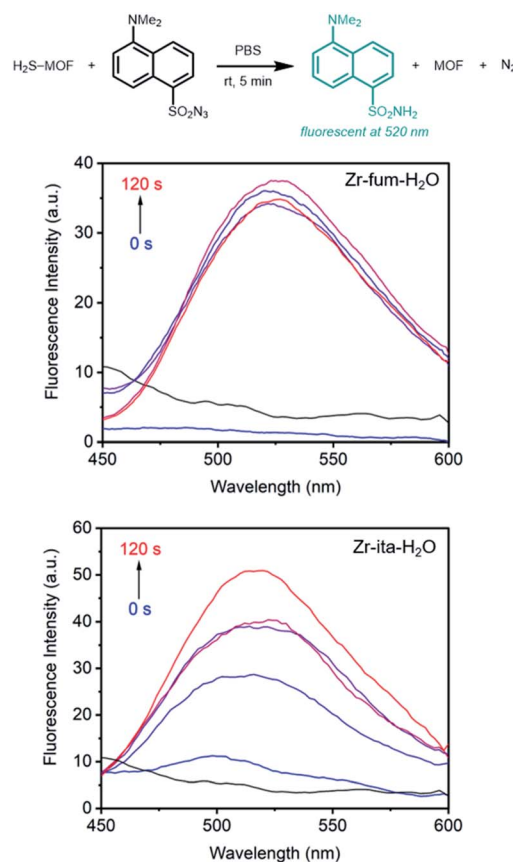 NMe₂
NMe₂
H₂S–MOF + PBS + MOF + N₂
rt, 5 min
SO₂N₃
SO₂NH₂
fluorescent at 520 nm
Zr-fum-H₂O
120 s
0 s
40
30
20
10
0
Fluorescence Intensity (a.u.)
450 500 550 600
Wavelength (nm)
Zr-ita-H₂O
120 s
0 s
60
50
40
30
20
10
0
Fluorescence Intensity (a.u.)
450 500 550 600
Wavelength (nm)